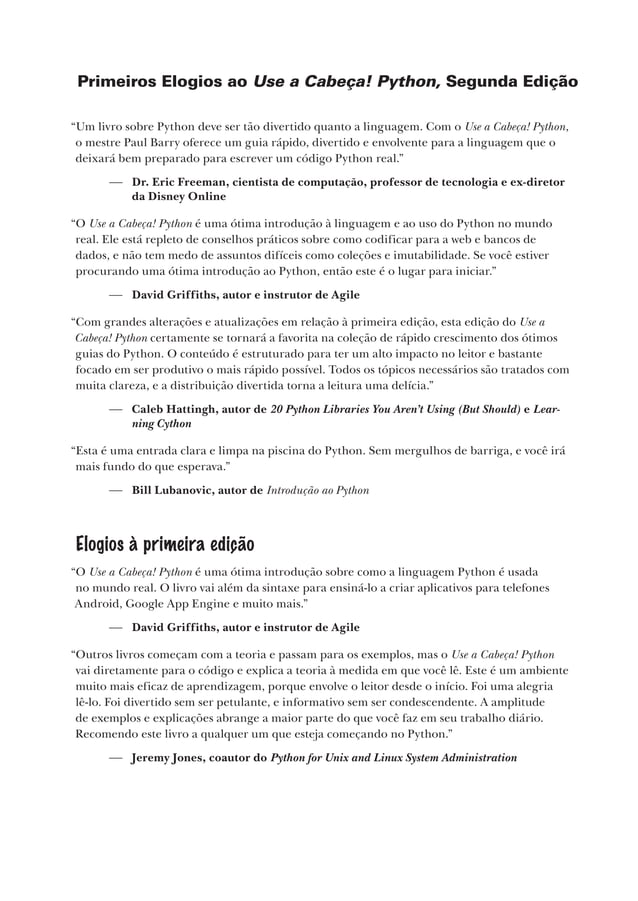 Primeiros Elogios ao Use a Cabeça! Python, Segunda Edição
“Um livro sobre Python deve ser tão divertido quanto a linguagem. Com o Use a Cabeça! Python,
o mestre Paul Barry oferece um guia rápido, divertido e envolvente para a linguagem que o
deixará bem preparado para escrever um código Python real.”
— Dr. Eric Freeman, cientista de computação, professor de tecnologia e ex-diretor
da Disney Online
“O Use a Cabeça! Python é uma ótima introdução à linguagem e ao uso do Python no mundo
real. Ele está repleto de conselhos práticos sobre como codificar para a web e bancos de
dados, e não tem medo de assuntos difíceis como coleções e imutabilidade. Se você estiver
procurando uma ótima introdução ao Python, então este é o lugar para iniciar.”
— David Griffiths, autor e instrutor de Agile
“Com grandes alterações e atualizações em relação à primeira edição, esta edição do Use a
Cabeça! Python certamente se tornará a favorita na coleção de rápido crescimento dos ótimos
guias do Python. O conteúdo é estruturado para ter um alto impacto no leitor e bastante
focado em ser produtivo o mais rápido possível. Todos os tópicos necessários são tratados com
muita clareza, e a distribuição divertida torna a leitura uma delícia.”
— Caleb Hattingh, autor de 20 Python Libraries You Aren’t Using (But Should) e Lear-
ning Cython
“Esta é uma entrada clara e limpa na piscina do Python. Sem mergulhos de barriga, e você irá
mais fundo do que esperava.”
— Bill Lubanovic, autor de Introdução ao Python
Elogios à primeira edição
“O Use a Cabeça! Python é uma ótima introdução sobre como a linguagem Python é usada
no mundo real. O livro vai além da sintaxe para ensiná-lo a criar aplicativos para telefones
Android, Google App Engine e muito mais.”
— David Griffiths, autor e instrutor de Agile
“Outros livros começam com a teoria e passam para os exemplos, mas o Use a Cabeça! Python
vai diretamente para o código e explica a teoria à medida em que você lê. Este é um ambiente
muito mais eficaz de aprendizagem, porque envolve o leitor desde o início. Foi uma alegria
lê-lo. Foi divertido sem ser petulante, e informativo sem ser condescendente. A amplitude
de exemplos e explicações abrange a maior parte do que você faz em seu trabalho diário.
Recomendo este livro a qualquer um que esteja começando no Python.”
— Jeremy Jones, coautor do Python for Unix and Linux System Administration